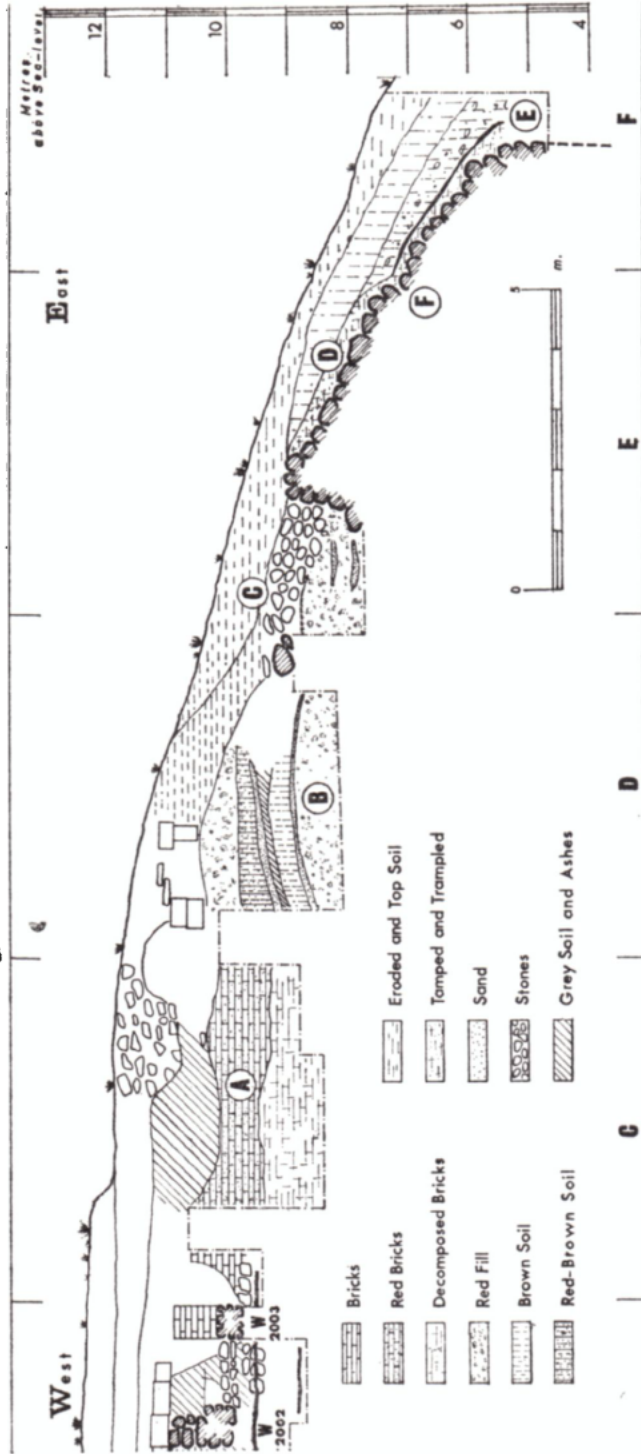 Metres
above Sea-level
12
10
8
6
4
West
East
A
B
C
D
E
F
W
2002
W
2003
0
5
m.
Bricks
Red Bricks
Decomposed Bricks
Red Fill
Brown Soil
Red-Brown Soil
Eroded and Top Soil
Tamped and Trampled
Sand
Stones
Grey Soil and Ashes
C
D
E
F